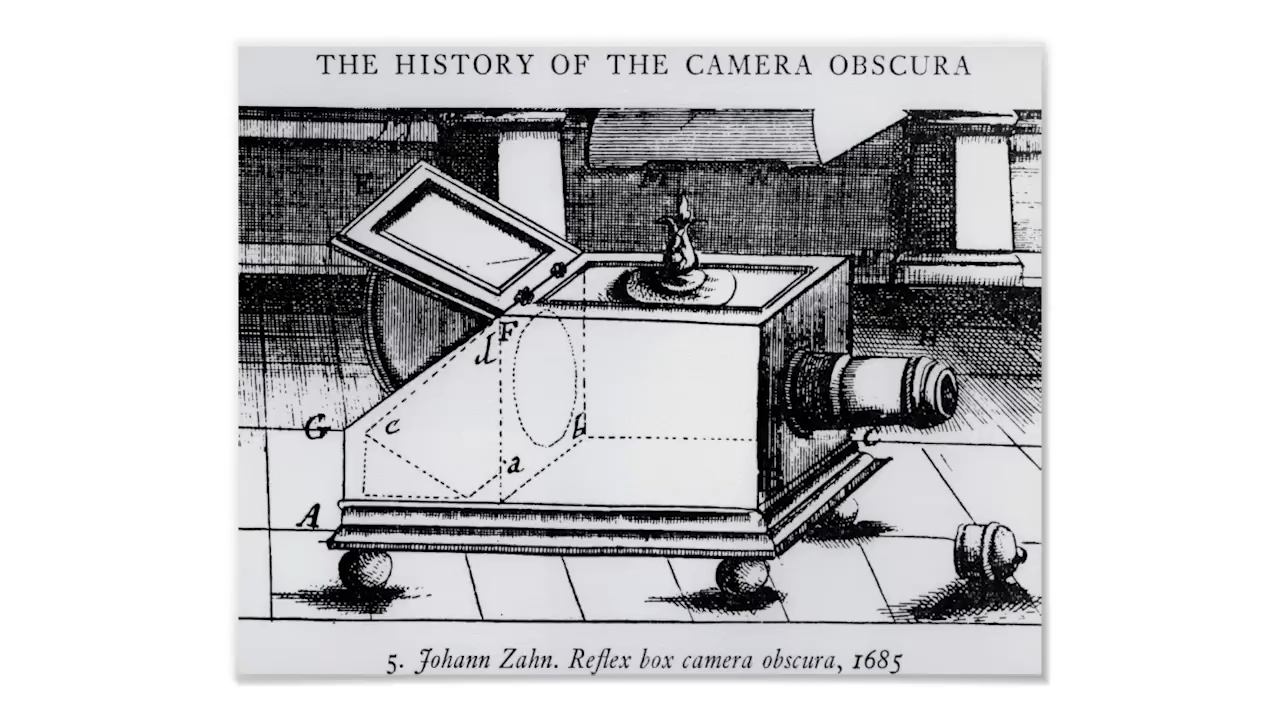 THE HISTORY OF THE CAMERA OBSCURA
E
F
d
G
c
b
a
C
A
5. Johann Zahn. Reflex box camera obscura, 1685